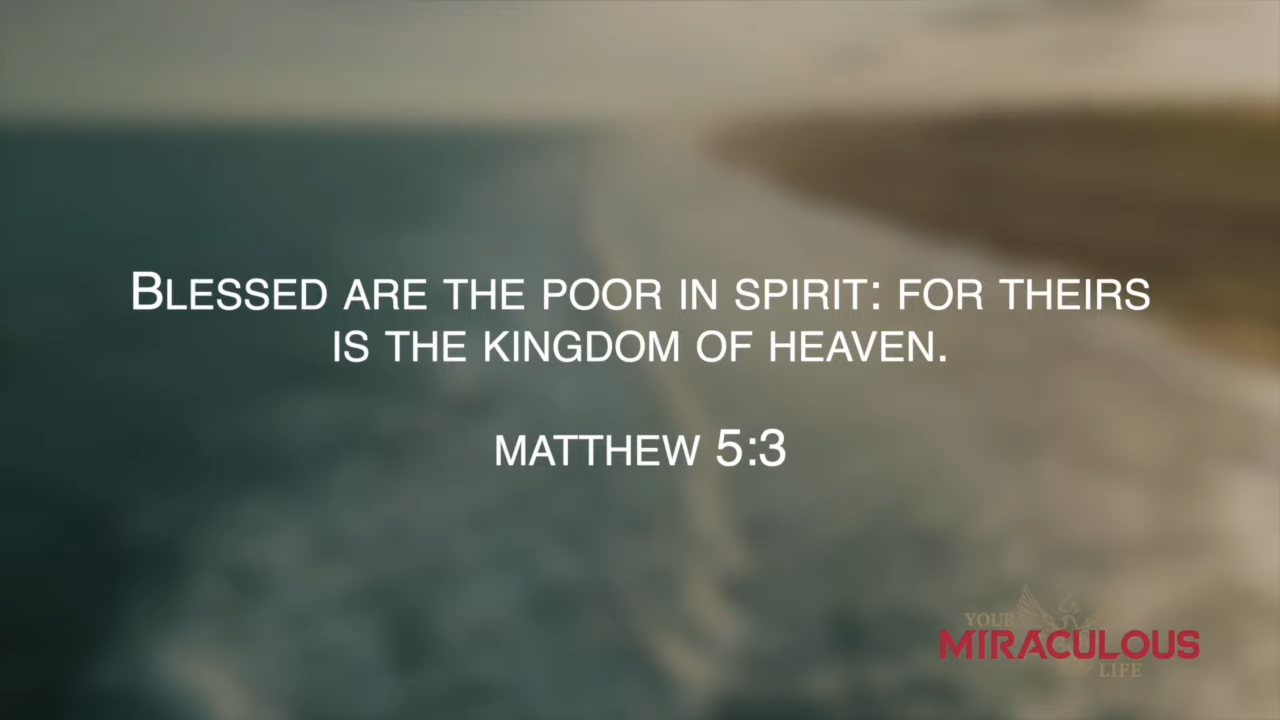 Blessed are the poor in spirit: for theirs
is the kingdom of heaven.
matthew 5:3
YOUR
MIRACULOUS
LIFE